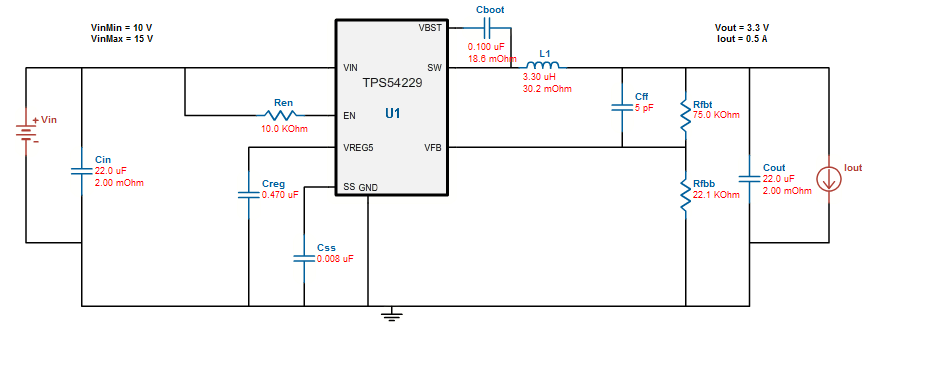 Cboot
VinMin = 10 V
VinMax = 15 V
VBST
0.100 uF
18.6 mOhm
Vout = 3.3 V
Iout = 0.5 A
VIN
SW
L1
TPS54229
3.30 uH
30.2 mOhm
Ren
10.0 KOhm
EN
U1
Cff
5 pF
Rfbt
75.0 KOhm
+ Vin
-
VREG5
VFB
Cin
22.0 uF
2.00 mOhm
Creg
0.470 uF
SS GND
Rfbb
22.1 KOhm
Cout
22.0 uF
2.00 mOhm
Iout
Css
0.008 uF